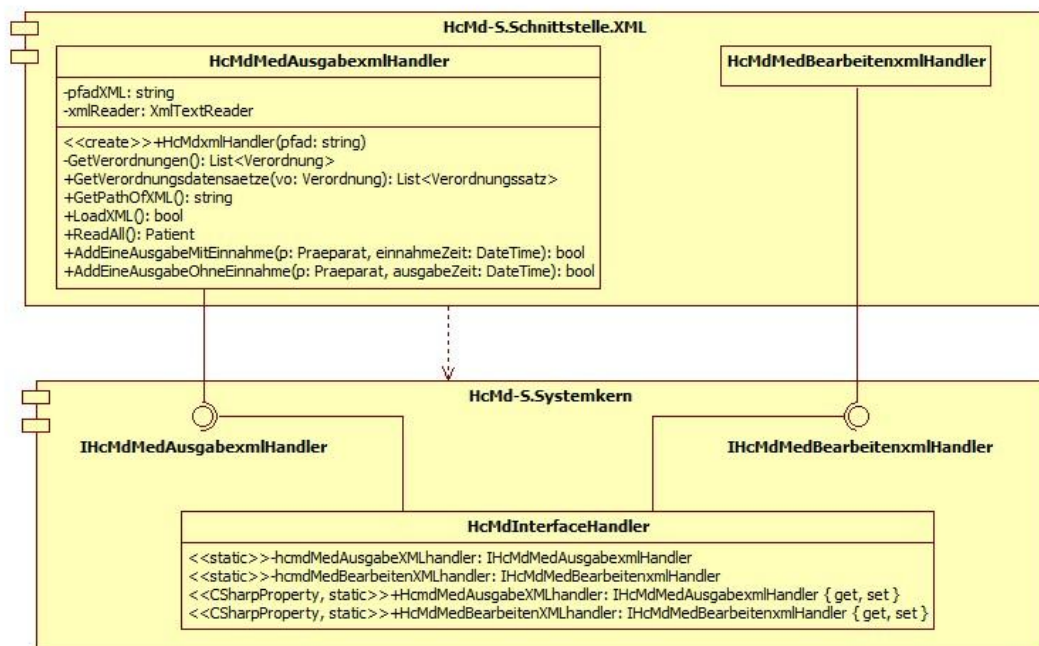 HcMd-S.Schnittstelle.XML
HcMdMedAusgabexmlHandler
-pfadXML: string
-xmlReader: XmlTextReader
<<create>>+HcMdxmlHandler(pfad: string)
-GetVerordnungen(): List<Verordnung>
+GetVerordnungsdatensaetze(vo: Verordnung): List<Verordnungssatz>
+GetPathOfXML(): string
+LoadXML(): bool
+ReadAll(): Patient
+AddEineAusgabeMitEinnahme(p: Praeparat, einnahmeZeit: DateTime): bool
+AddEineAusgabeOhneEinnahme(p: Praeparat, ausgabeZeit: DateTime): bool
HcMdMedBearbeitenxmlHandler
HcMd-S.Systemkern
IHcMdMedAusgabexmlHandler
IHcMdMedBearbeitenxmlHandler
HcMdInterfaceHandler
<<static>>-hcmdMedAusgabeXMLhandler: IHcMdMedAusgabexmlHandler
<<static>>-hcmdMedBearbeitenXMLhandler: IHcMdMedBearbeitenxmlHandler
<<CSharpProperty, static>>+HcmdMedAusgabeXMLhandler: IHcMdMedAusgabexmlHandler { get, set }
<<CSharpProperty, static>>+HcMdMedBearbeitenXMLhandler: IHcMdMedBearbeitenxmlHandler { get, set }